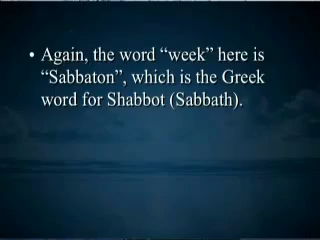 • Again, the word “week” here is
“Sabbaton”, which is the Greek
word for Shabbot (Sabbath).